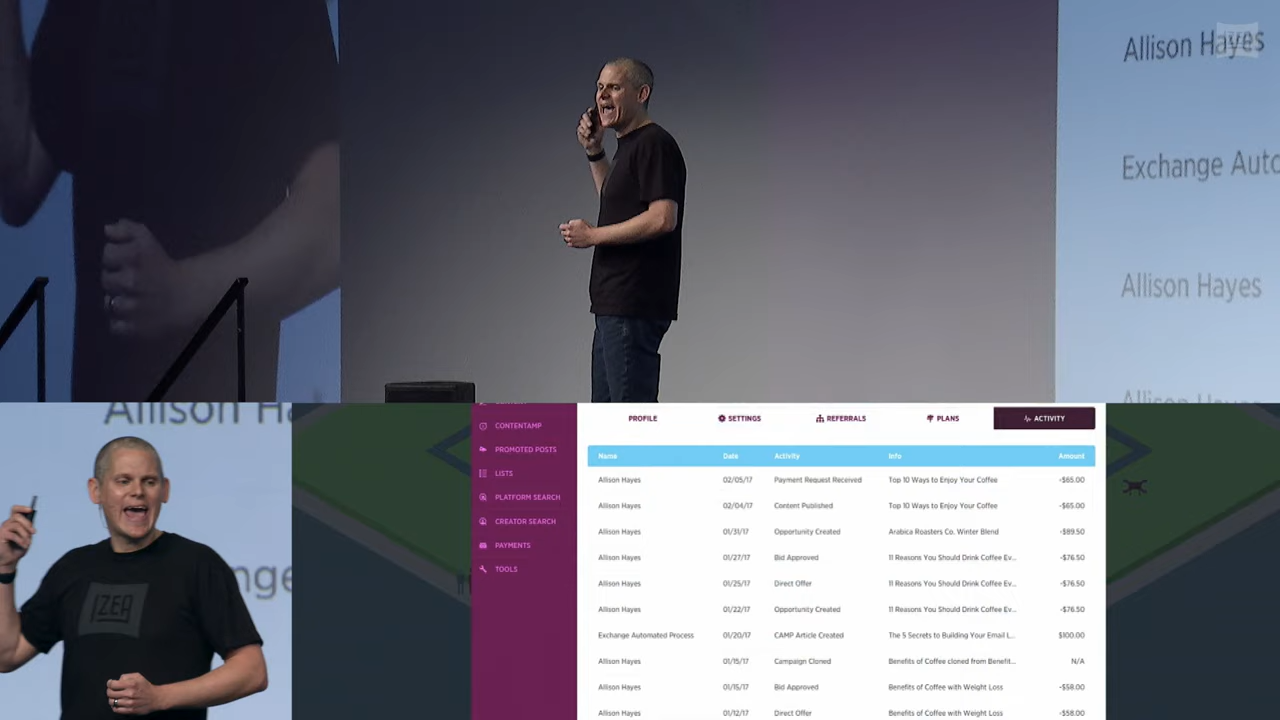 Allison Hayes
Exchange Auto
Allison Hayes
Allison Hayes
Allison Ha
nge
IZEA
CONTENTAMP
PROMOTED POSTS
LISTS
PLATFORM SEARCH
CREATOR SEARCH
PAYMENTS
TOOLS
PROFILE SETTINGS REFERRALS PLANS ACTIVITY
Name Date Activity Info Amount
Allison Hayes 02/05/17 Payment Request Received Top 10 Ways to Enjoy Your Coffee -$65.00
Allison Hayes 02/04/17 Content Published Top 10 Ways to Enjoy Your Coffee -$65.00
Allison Hayes 01/31/17 Opportunity Created Arabica Roasters Co. Winter Blend -$89.50
Allison Hayes 01/27/17 Bid Approved 11 Reasons You Should Drink Coffee Ev... -$76.50
Allison Hayes 01/25/17 Direct Offer 11 Reasons You Should Drink Coffee Ev... -$76.50
Allison Hayes 01/22/17 Opportunity Created 11 Reasons You Should Drink Coffee Ev... -$76.50
Exchange Automated Process 01/20/17 CAMP Article Created The 5 Secrets to Building Your Email L... $100.00
Allison Hayes 01/15/17 Campaign Cloned Benefits of Coffee cloned from Benefit... N/A
Allison Hayes 01/15/17 Bid Approved Benefits of Coffee with Weight Loss -$58.00
Allison Hayes 01/12/17 Direct Offer Benefits of Coffee with Weight Loss -$58.00